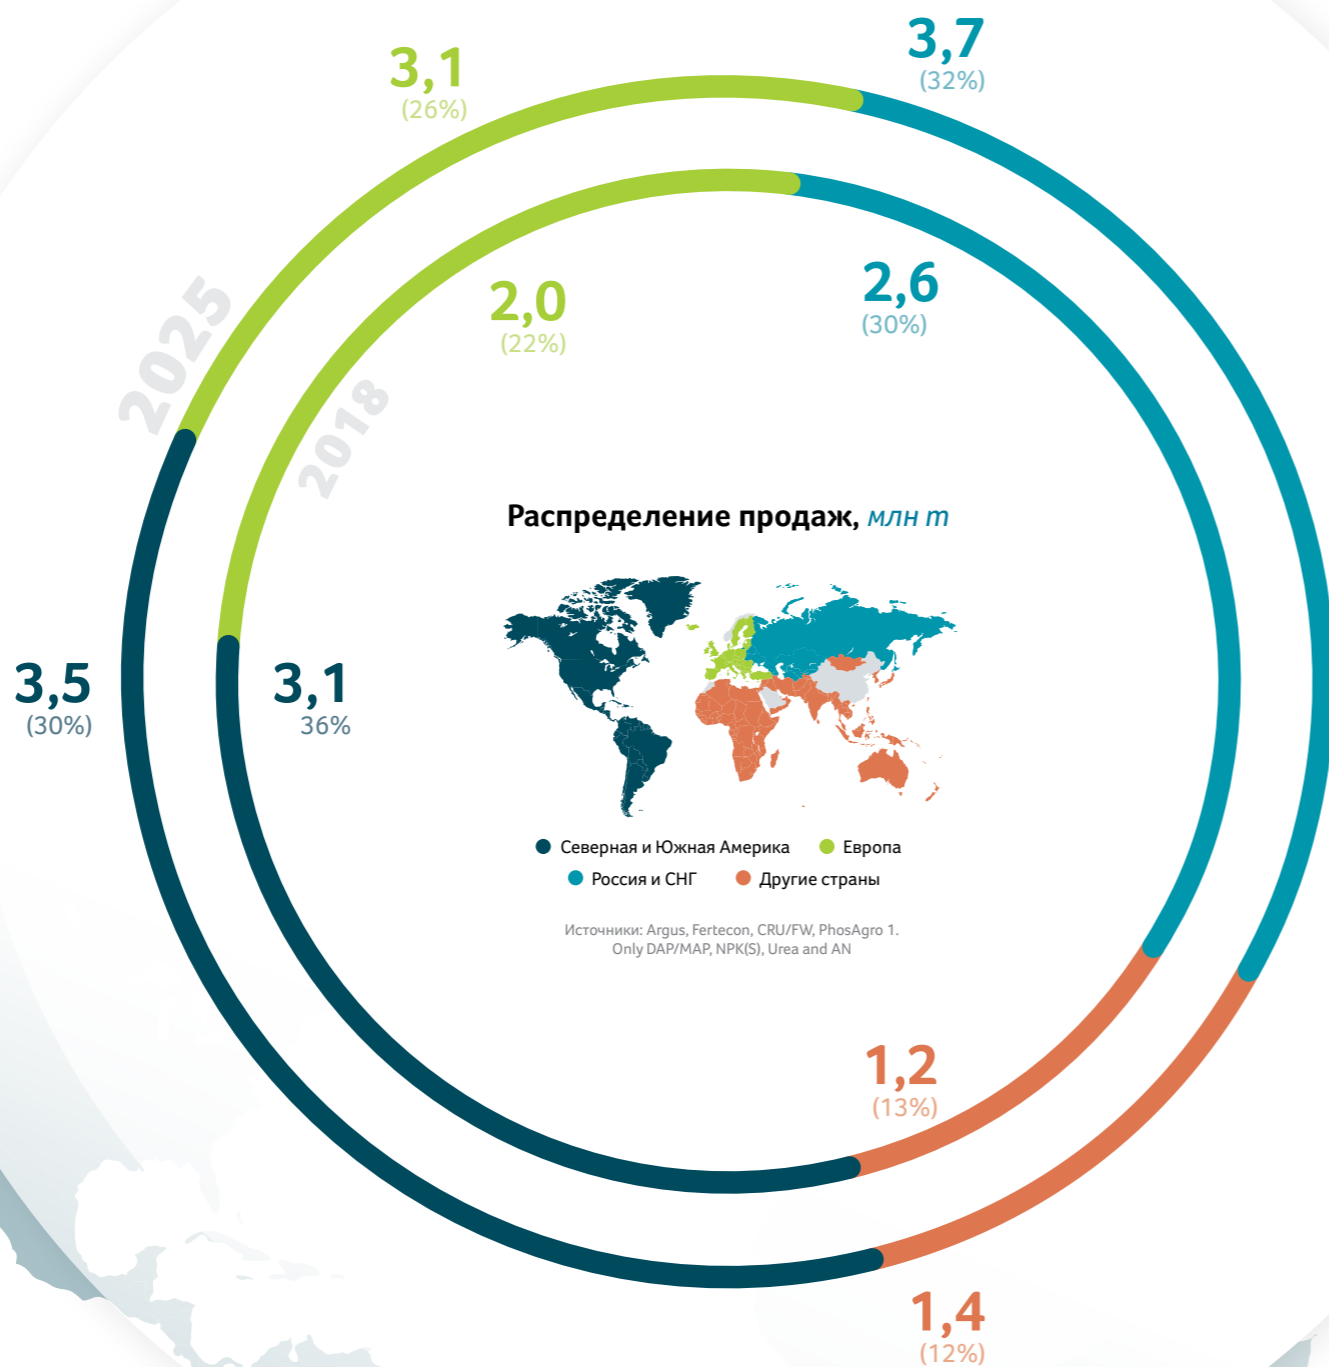 3,7
(32%)
3,1
(26%)
2,6
(30%)
2,0
(22%)
2025
2018
Распределение продаж, млн т
3,5
(30%)
3,1
36%
Северная и Южная Америка
Европа
Россия и СНГ
Другие страны
Источники: Argus, Fertecon, CRU/FW, PhosAgro 1.
Only DAP/MAP, NPK(S), Urea and AN
1,2
(13%)
1,4
(12%)